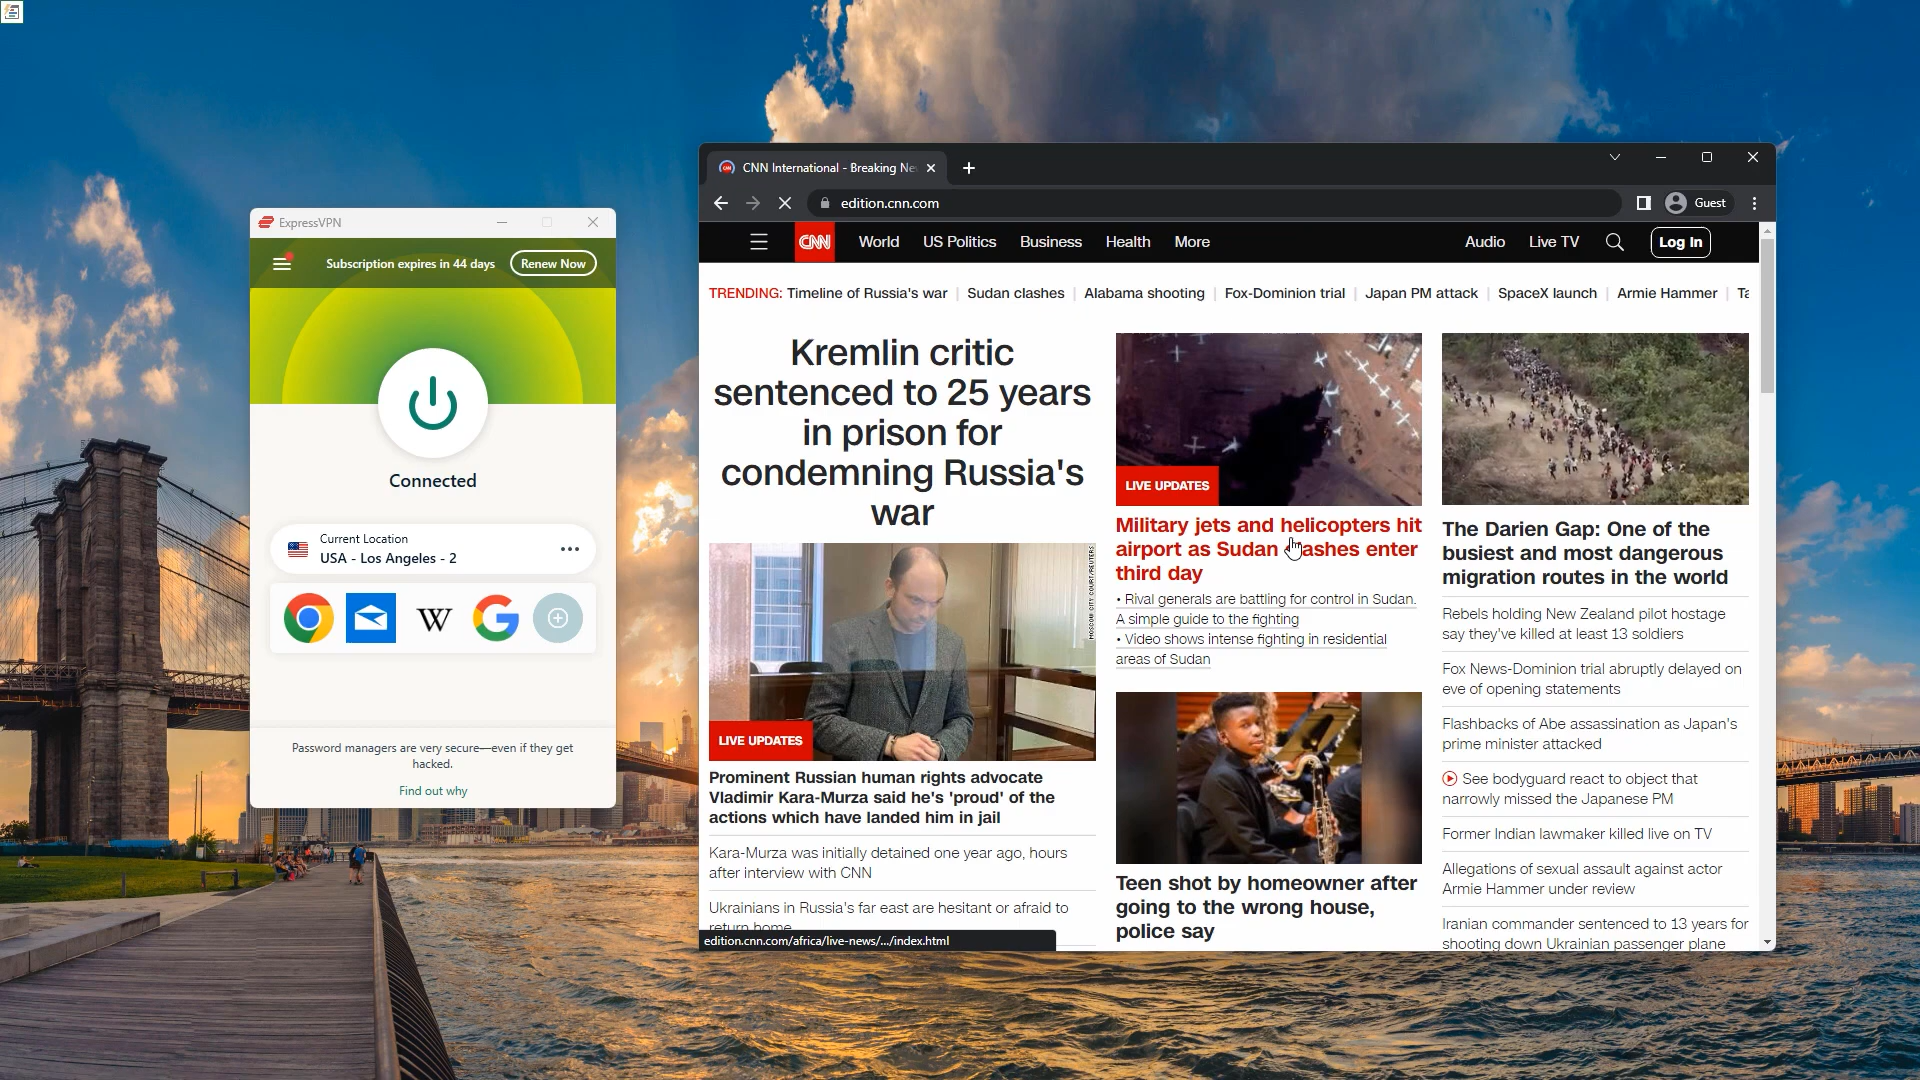 ExpressVPN
Subscription expires in 44 days
Renew Now
Connected
Current Location
USA - Los Angeles - 2
W
Password managers are very secure—even if they get
hacked.
Find out why
CNN International - Breaking Ne
edition.cnn.com
Guest
CNN
World
US Politics
Business
Health
More
Audio
Live TV
Log In
TRENDING: Timeline of Russia's war
Sudan clashes
Alabama shooting
Fox-Dominion trial
Japan PM attack
SpaceX launch
Armie Hammer
Ta
Kremlin critic
sentenced to 25 years
in prison for
condemning Russia's
war
MOSCOW CITY COURT/REUTERS
LIVE UPDATES
Prominent Russian human rights advocate
Vladimir Kara-Murza said he's 'proud' of the
actions which have landed him in jail
Kara-Murza was initially detained one year ago, hours
after interview with CNN
Ukrainians in Russia's far east are hesitant or afraid to
return home
edition.cnn.com/africa/live-news/.../index.html
LIVE UPDATES
Military jets and helicopters hit
airport as Sudan clashes enter
third day
• Rival generals are battling for control in Sudan.
A simple guide to the fighting
• Video shows intense fighting in residential
areas of Sudan
Teen shot by homeowner after
going to the wrong house,
police say
The Darien Gap: One of the
busiest and most dangerous
migration routes in the world
Rebels holding New Zealand pilot hostage
say they've killed at least 13 soldiers
Fox News-Dominion trial abruptly delayed on
eve of opening statements
Flashbacks of Abe assassination as Japan's
prime minister attacked
See bodyguard react to object that
narrowly missed the Japanese PM
Former Indian lawmaker killed live on TV
Allegations of sexual assault against actor
Armie Hammer under review
Iranian commander sentenced to 13 years for
shooting down Ukrainian passenger plane